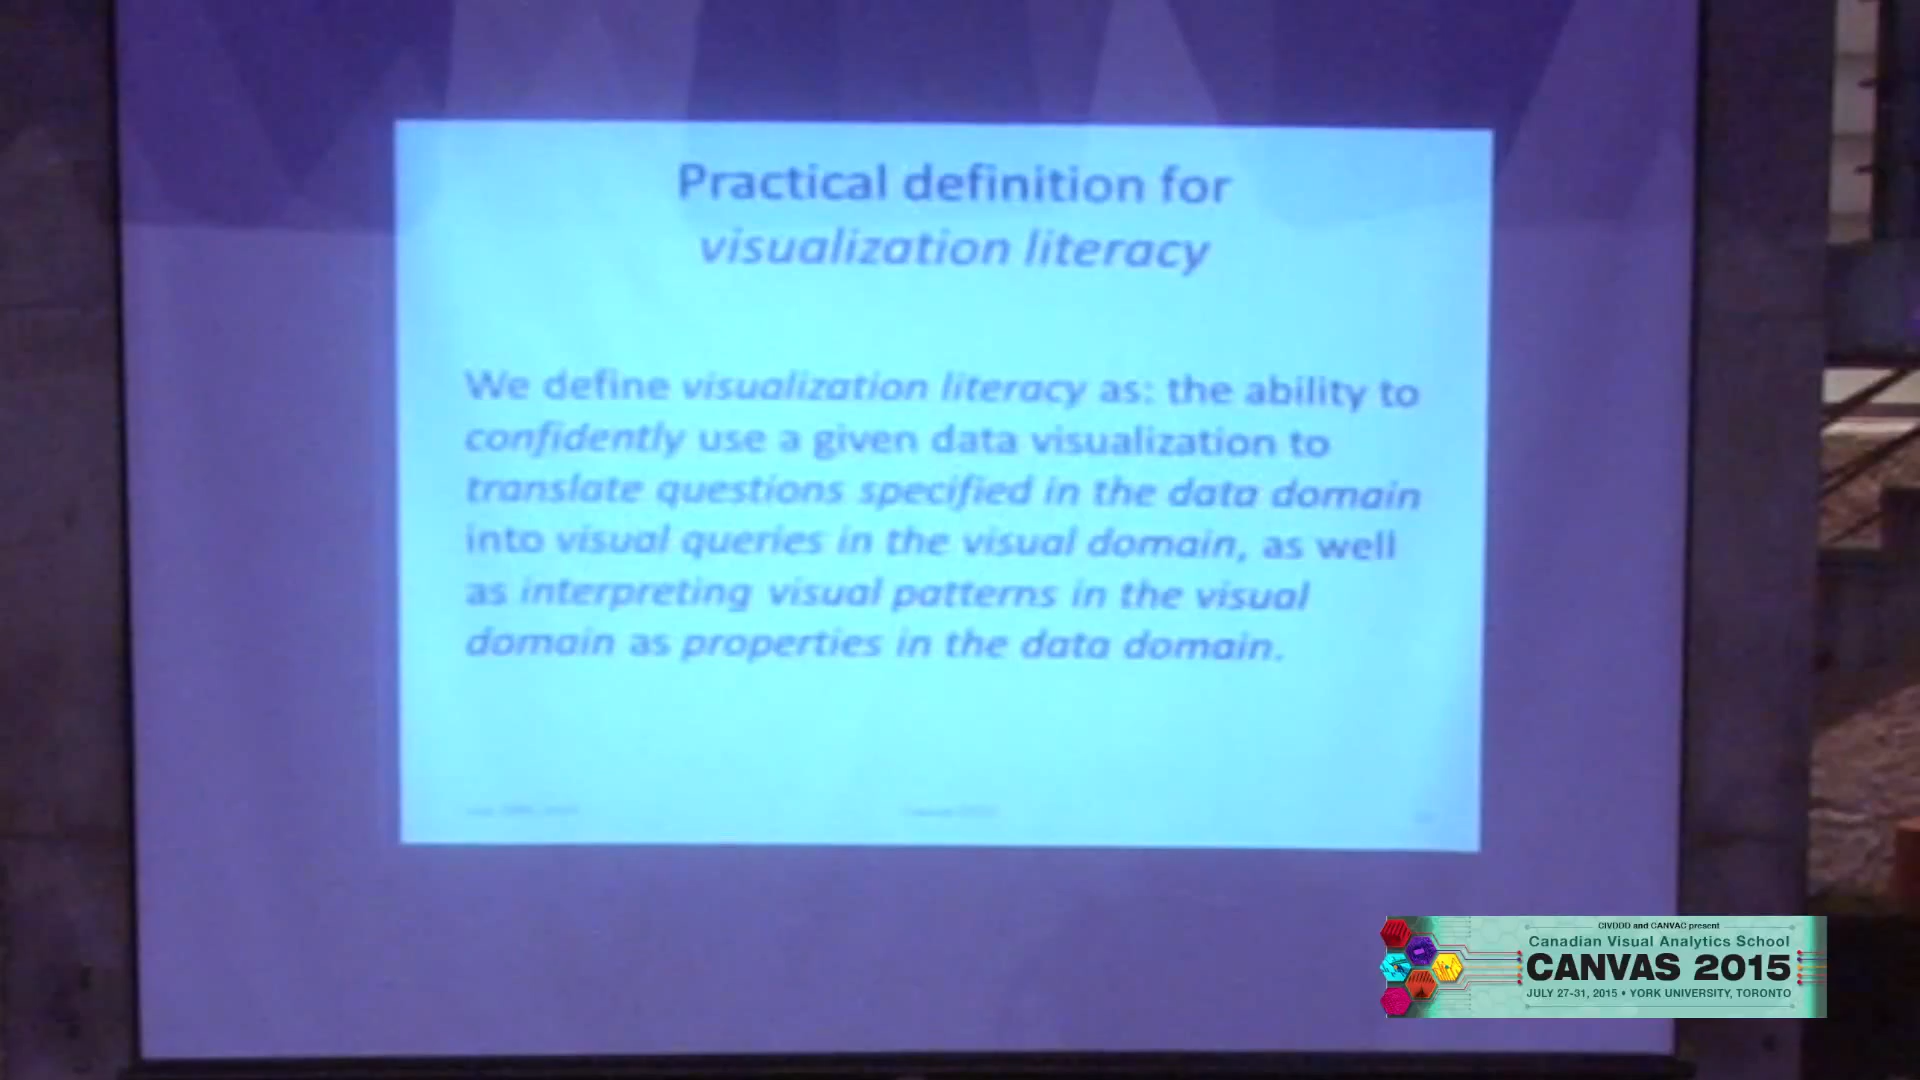 Practical definition for
visualization literacy
We define visualization literacy as: the ability to
confidently use a given data visualization to
translate questions specified in the data domain
into visual queries in the visual domain, as well
as interpreting visual patterns in the visual
domain as properties in the data domain.
CIVDDD and CANVAC present
Canadian Visual Analytics School
CANVAS 2015
JULY 27-31, 2015 • YORK UNIVERSITY, TORONTO